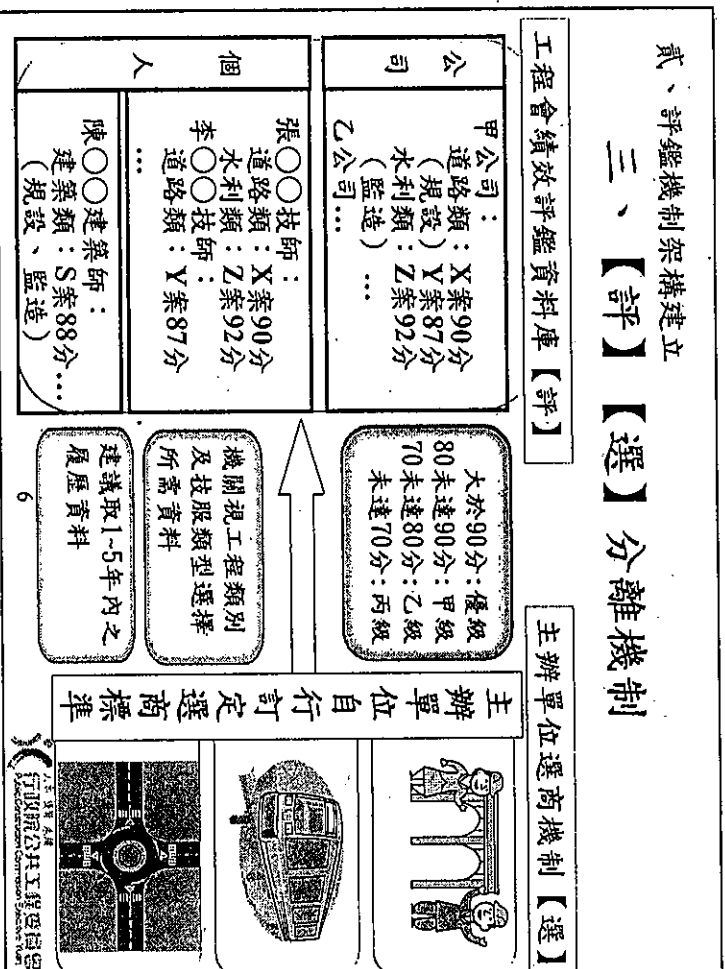 貳、評鑑機制架構建立
三、【評】【選】分離機制
工程會績效評鑑資料庫【評】
主辦單位選商機制【選】
公司
甲公司：
道路類：X案90分
（規設）Y案87分
水利類：Z案92分
（監造）…
乙公司…
個人
張○○技師：
道路類：X案90分
水利類：Z案92分
李○○技師：
道路類：Y案87分
…
陳○○建築師：
建築類：S案88分…
（規設、監造）
大於90分：優級
80未達90分：甲級
70未達80分：乙級
未達70分：丙級
機關視工程類別
及技服類型選擇
所需資料
建議取1~5年內之
履歷資料
主辦單位自行訂定選商標準
6
行政院公共工程委員會
Public Construction Commission Executive Yuan